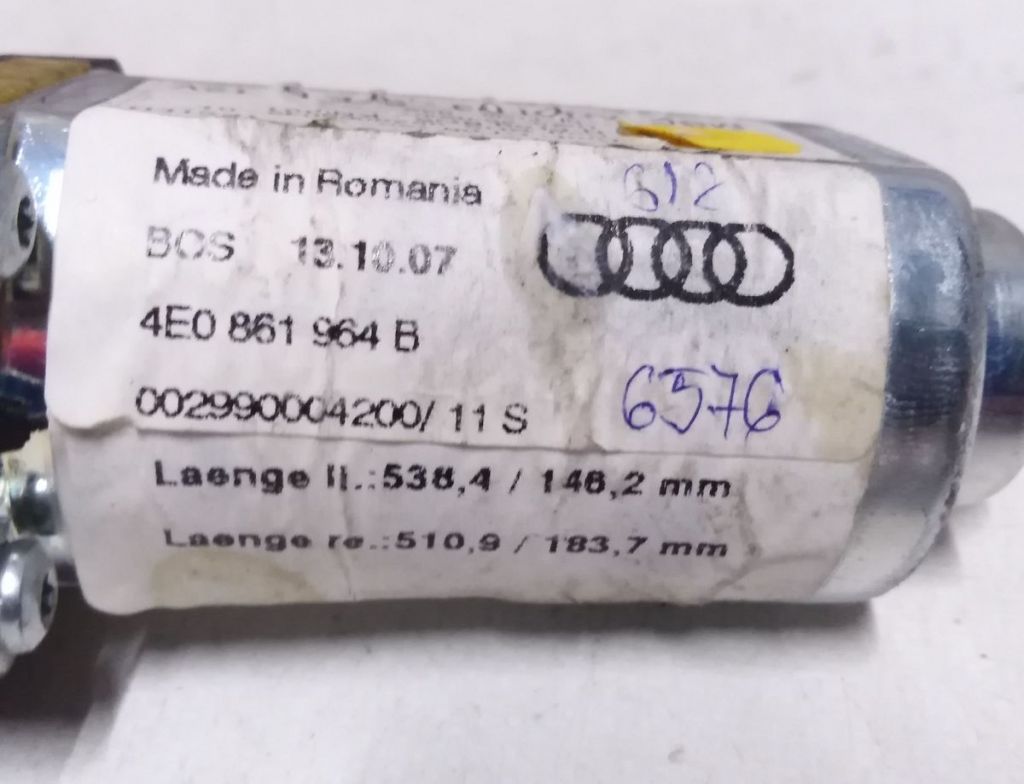 Made in Romania
612
BOS 13.10.07
4E0 861 964 B
6576
002990004200/ 11 S
Laenge li.:538,4 / 146,2 mm
Laenge re.:510,9 / 183,7 mm